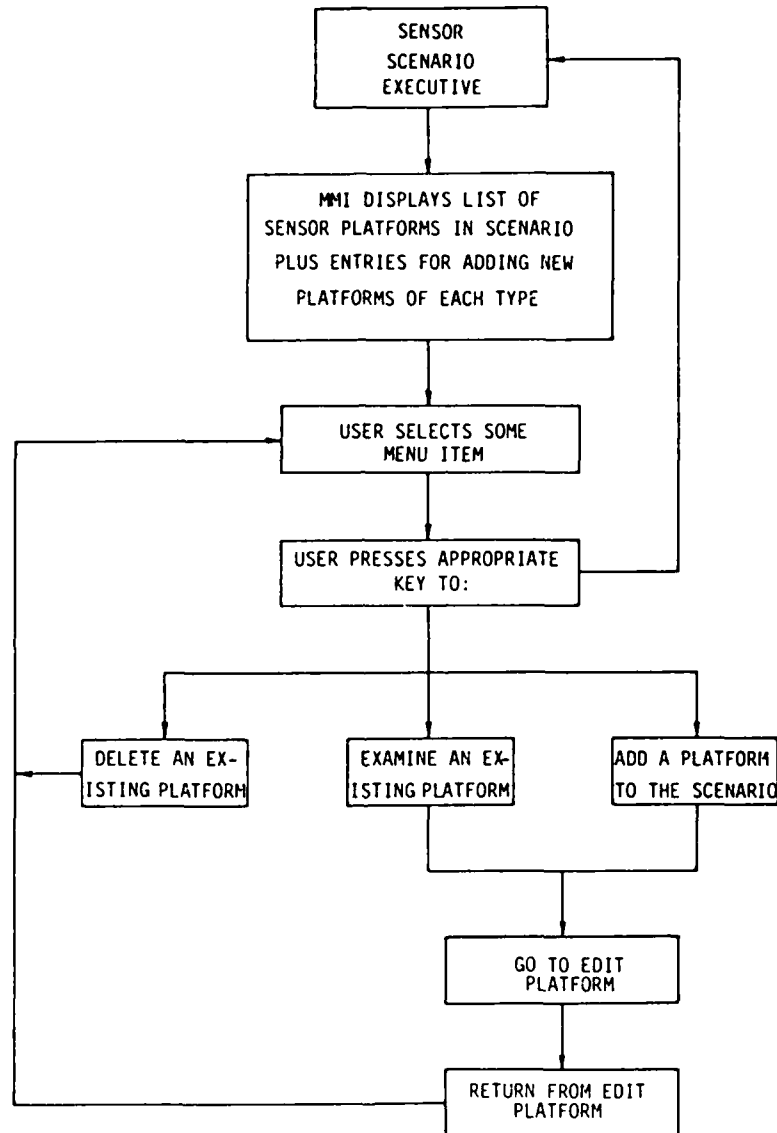 SENSOR
SCENARIO
EXECUTIVE
MMI DISPLAYS LIST OF
SENSOR PLATFORMS IN SCENARIO
PLUS ENTRIES FOR ADDING NEW
PLATFORMS OF EACH TYPE
USER SELECTS SOME
MENU ITEM
USER PRESSES APPROPRIATE
KEY TO:
DELETE AN EX-
ISTING PLATFORM
EXAMINE AN EX-
ISTING PLATFORM
ADD A PLATFORM
TO THE SCENARIO
GO TO EDIT
PLATFORM
RETURN FROM EDIT
PLATFORM